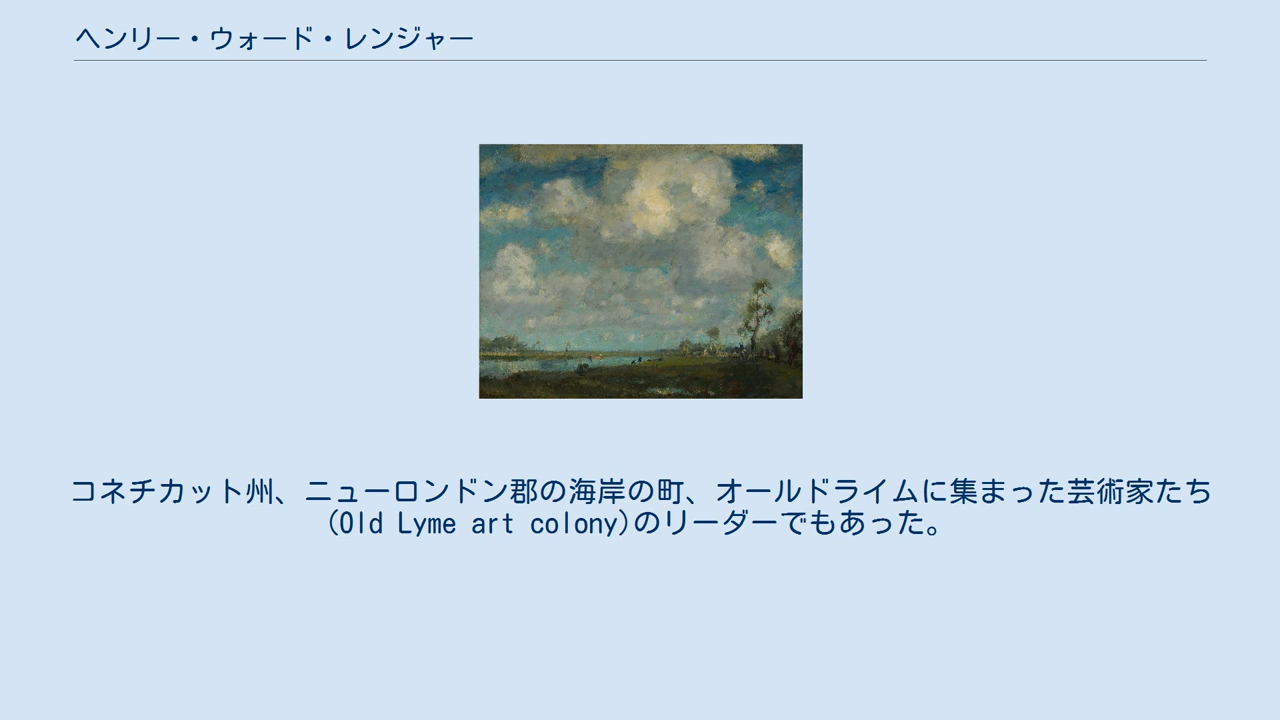 ヘンリー・ウォード・レンジャー
コネチカット州、ニューロンドン郡の海岸の町、オールドライムに集まった芸術家たち
(Old Lyme art colony)のリーダーでもあった。